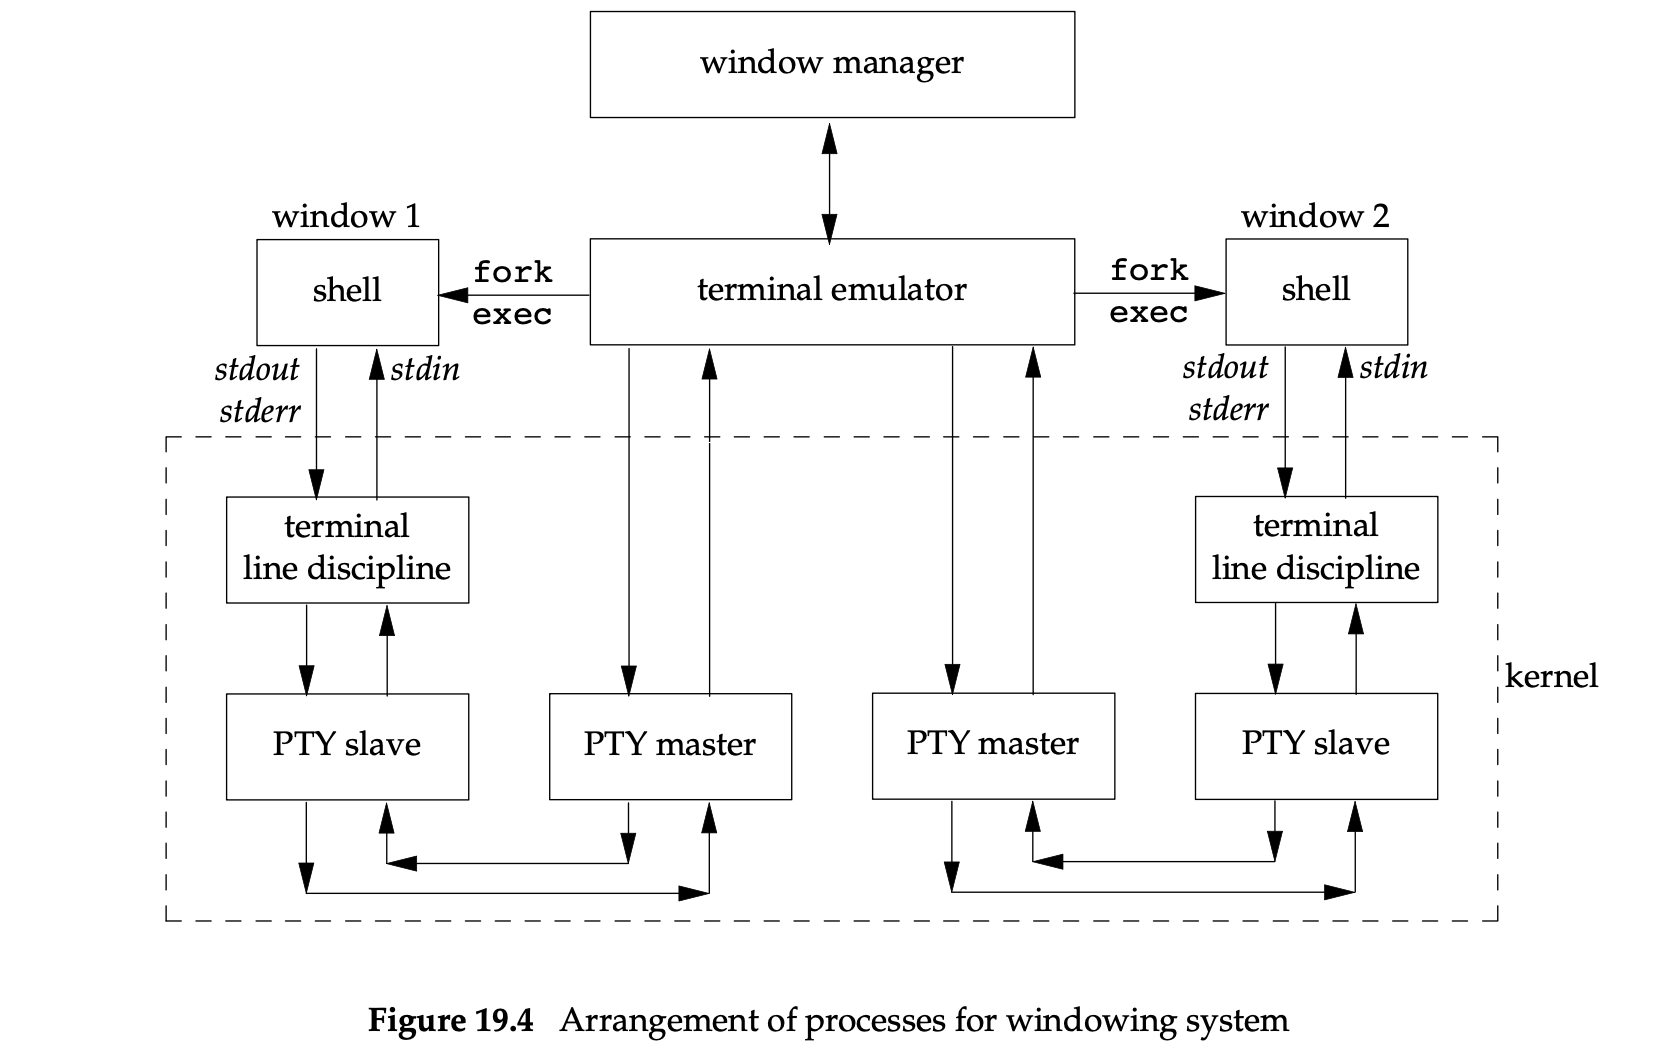 window manager
window 1
window 2
shell
fork
exec
terminal emulator
fork
exec
shell
stdout
stderr
stdin
stdout
stderr
stdin
terminal
line discipline
terminal
line discipline
kernel
PTY slave
PTY master
PTY master
PTY slave
Figure 19.4 Arrangement of processes for windowing system